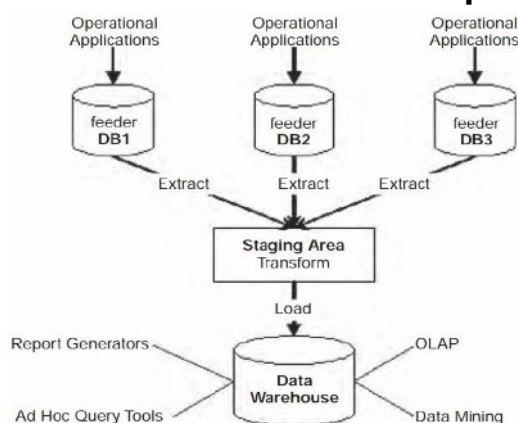 Operational
Applications
Operational
Applications
Operational
Applications
feeder
DB1
feeder
DB2
feeder
DB3
Extract
Extract
Extract
Staging Area
Transform
Load
Report Generators
OLAP
Data
Warehouse
Ad Hoc Query Tools
Data Mining